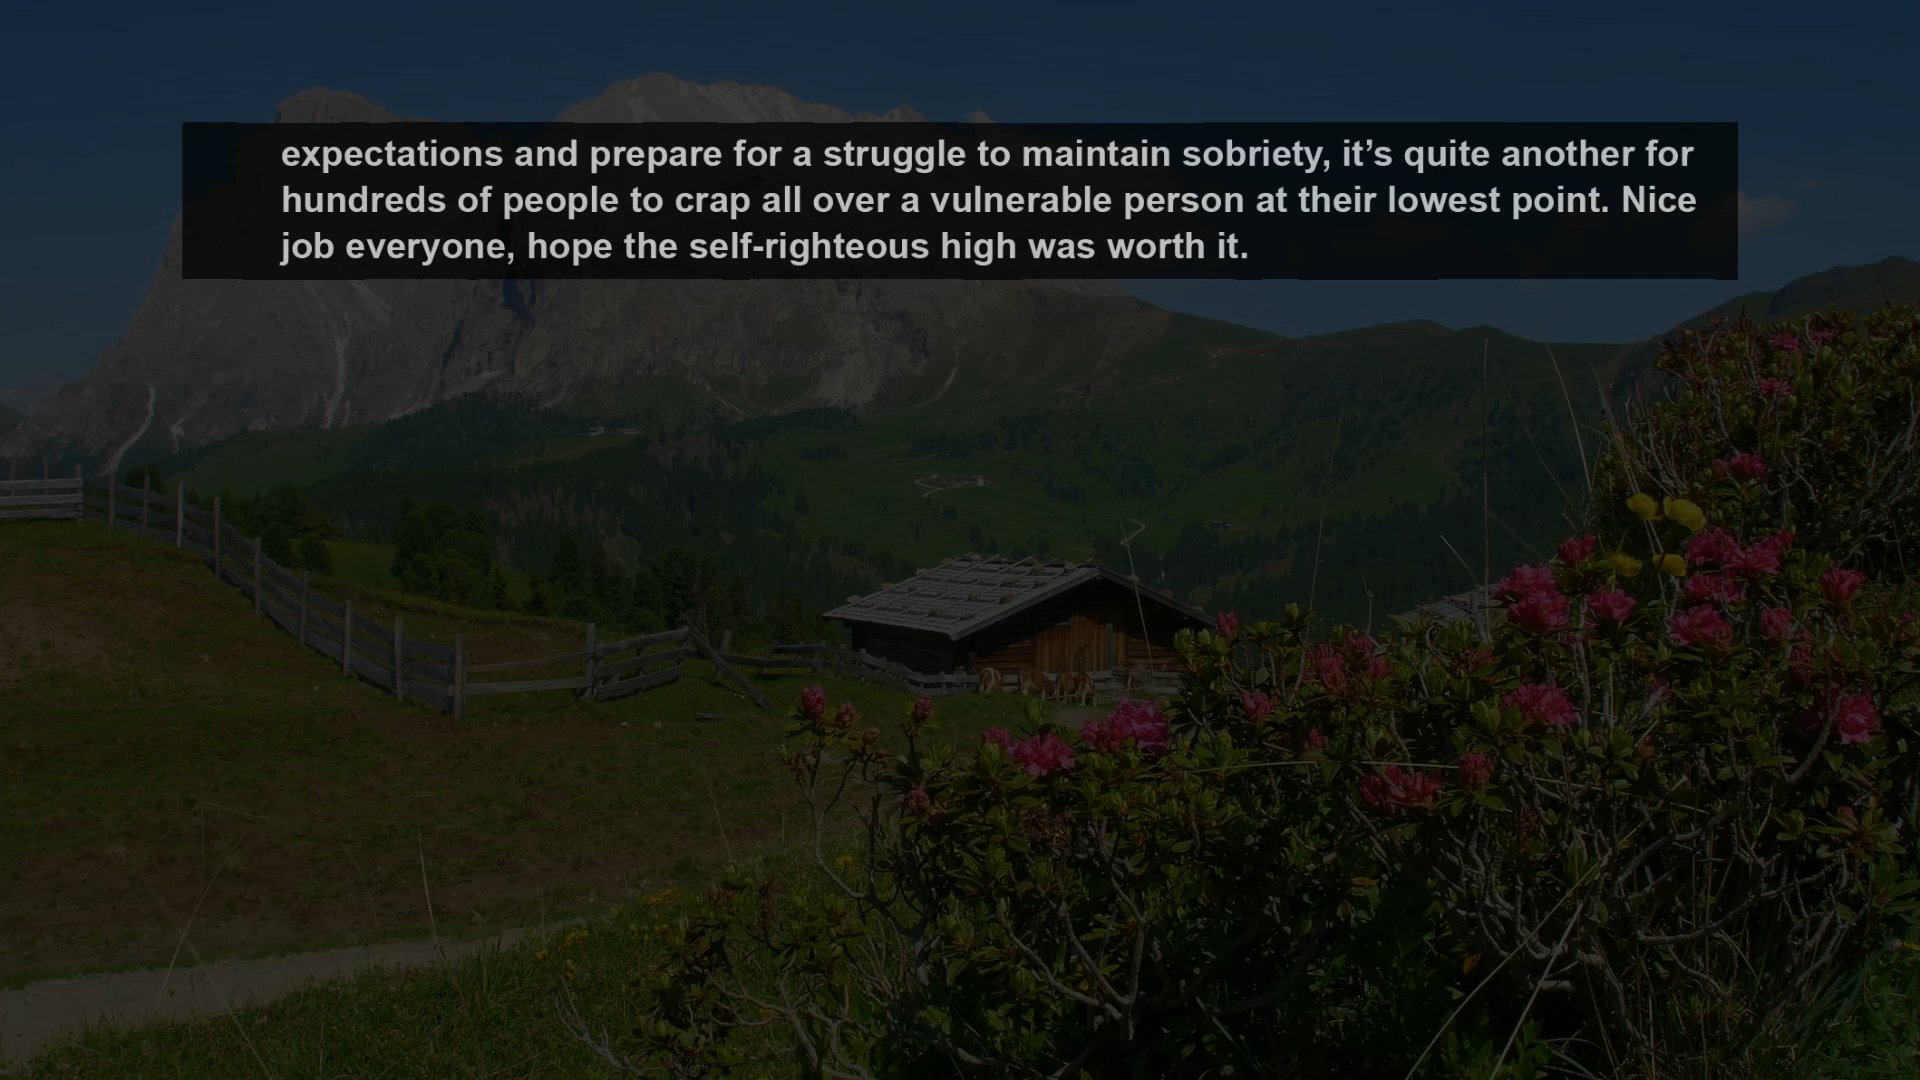 expectations and prepare for a struggle to maintain sobriety, it’s quite another for
hundreds of people to crap all over a vulnerable person at their lowest point. Nice
job everyone, hope the self-righteous high was worth it.